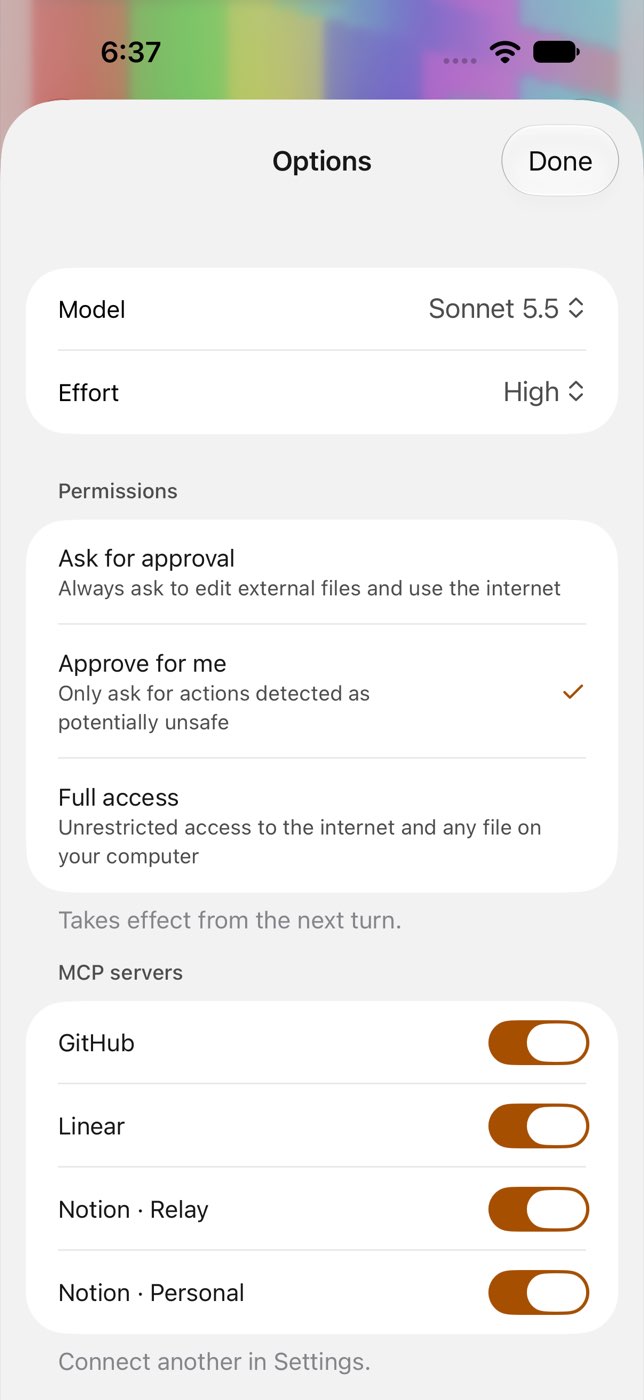 6:37
Options
Done
Model
Sonnet 5.5
Effort
High
Permissions
Ask for approval
Always ask to edit external files and use the internet
Approve for me
Only ask for actions detected as
potentially unsafe
Full access
Unrestricted access to the internet and any file on
your computer
Takes effect from the next turn.
MCP servers
GitHub
Linear
Notion · Relay
Notion · Personal
Connect another in Settings.